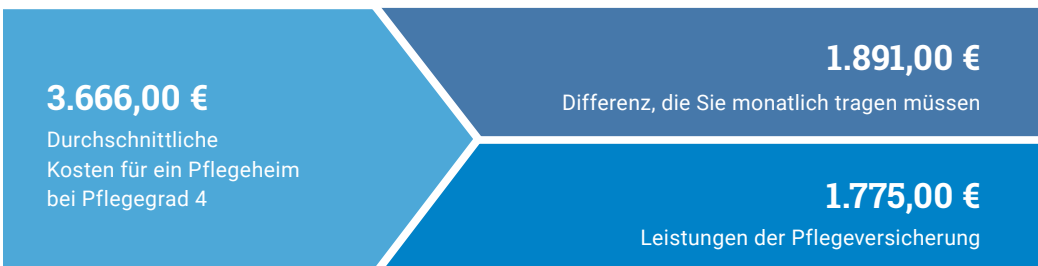 3.666,00 €
Durchschnittliche
Kosten für ein Pflegeheim
bei Pflegegrad 4
1.891,00 €
Differenz, die Sie monatlich tragen müssen
1.775,00 €
Leistungen der Pflegeversicherung